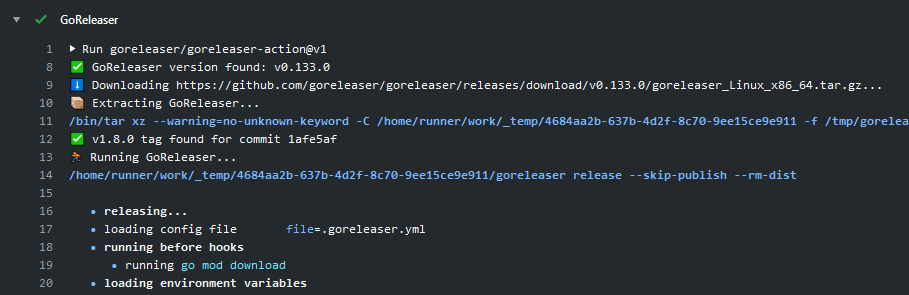 GoReleaser
1 Run goreleaser/goreleaser-action@v1
8 ✅ GoReleaser version found: v0.133.0
9 ⬇️ Downloading https://github.com/goreleaser/goreleaser/releases/download/v0.133.0/goreleaser_Linux_x86_64.tar.gz...
10 📦 Extracting GoReleaser...
11 /bin/tar xz --warning=no-unknown-keyword -C /home/runner/work/_temp/4684aa2b-637b-4d2f-8c70-9ee15ce9e911 -f /tmp/gorelea
12 ✅ v1.8.0 tag found for commit 1afe5af
13 🏃 Running GoReleaser...
14 /home/runner/work/_temp/4684aa2b-637b-4d2f-8c70-9ee15ce9e911/goreleaser release --skip-publish --rm-dist
15
16 • releasing...
17 • loading config file file=.goreleaser.yml
18 • running before hooks
19 • running go mod download
20 • loading environment variables